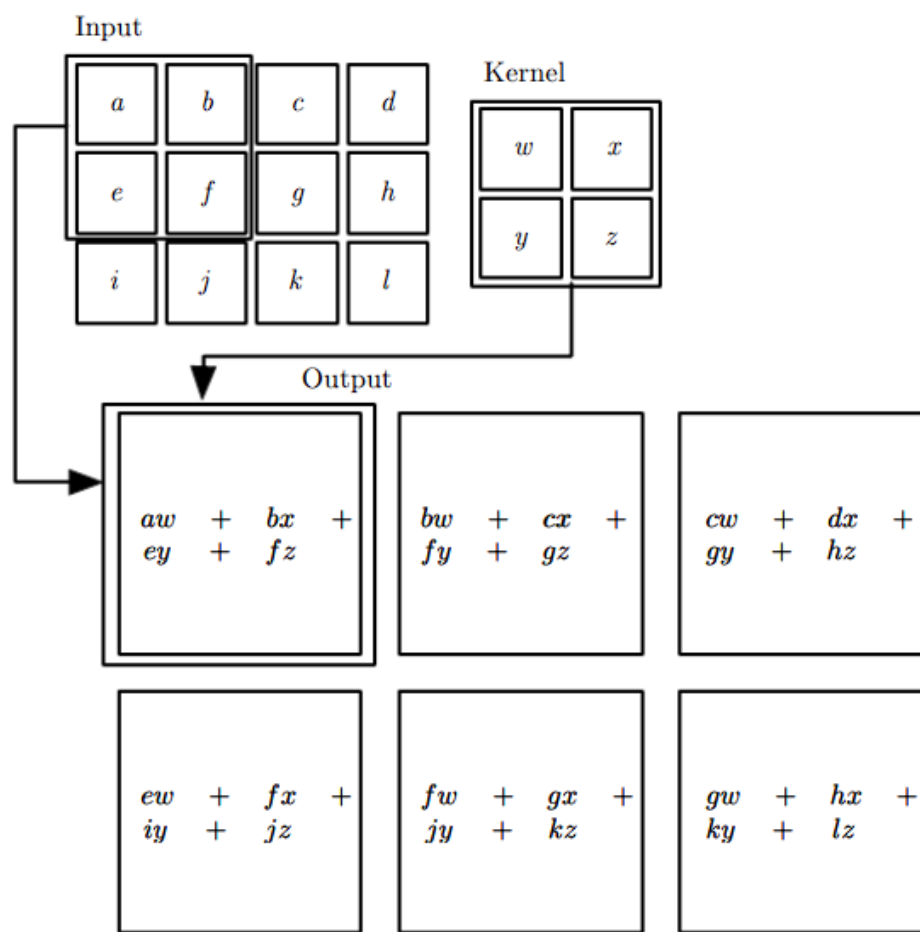 Input
a b c d
e f g h
i j k l
Kernel
w x
y z
Output
aw + bx +
ey + fz
bw + cx +
fy + gz
cw + dx +
gy + hz
ew + fx +
iy + jz
fw + gx +
jy + kz
gw + hx +
ky + lz